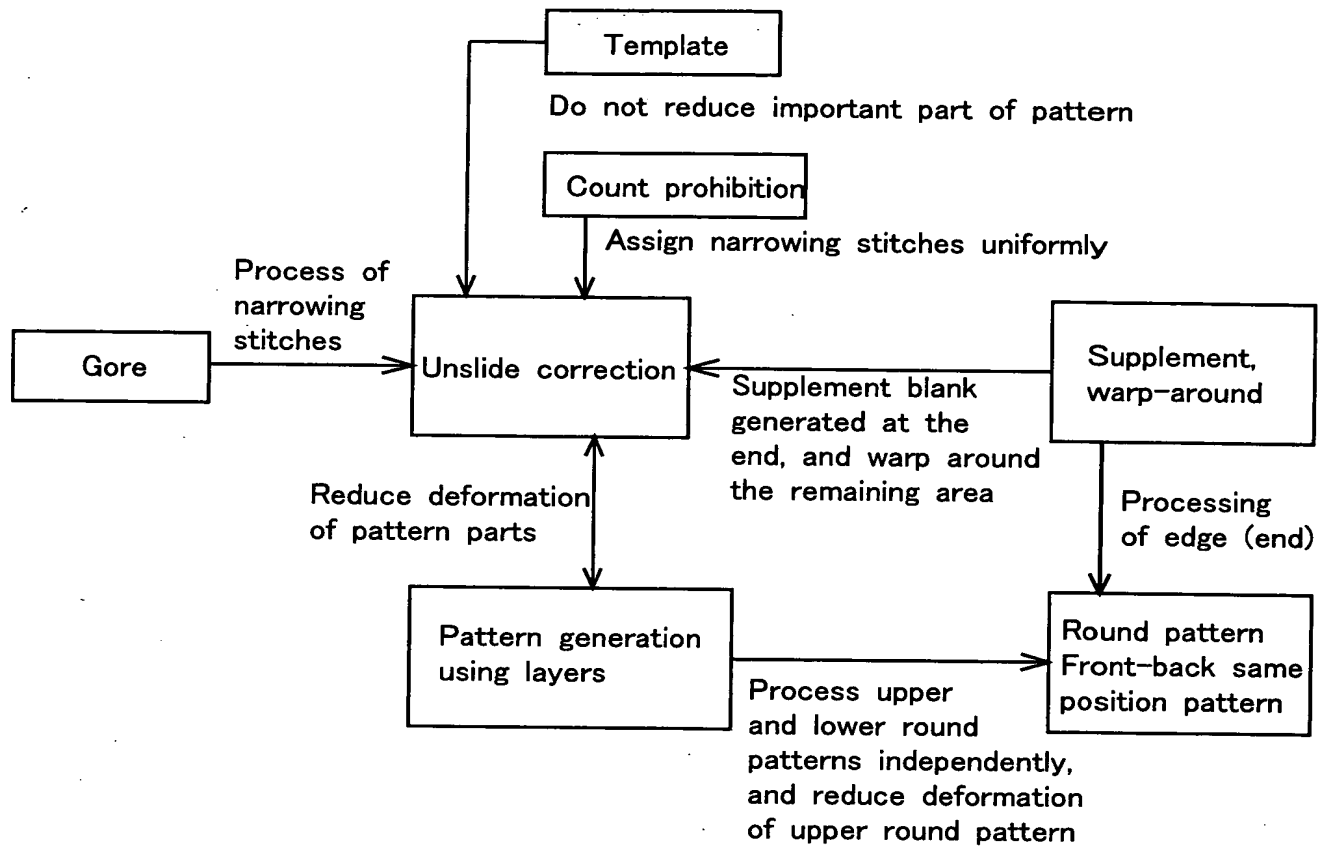 Template
Do not reduce important part of pattern
Count prohibition
Assign narrowing stitches uniformly
Process of
narrowing
stitches
Gore
Unslide correction
Supplement,
warp-around
Supplement blank
generated at the
end, and warp around
the remaining area
Reduce deformation
of pattern parts
Processing
of edge (end)
Pattern generation
using layers
Round pattern
Front-back same
position pattern
Process upper
and lower round
patterns independently,
and reduce deformation
of upper round pattern